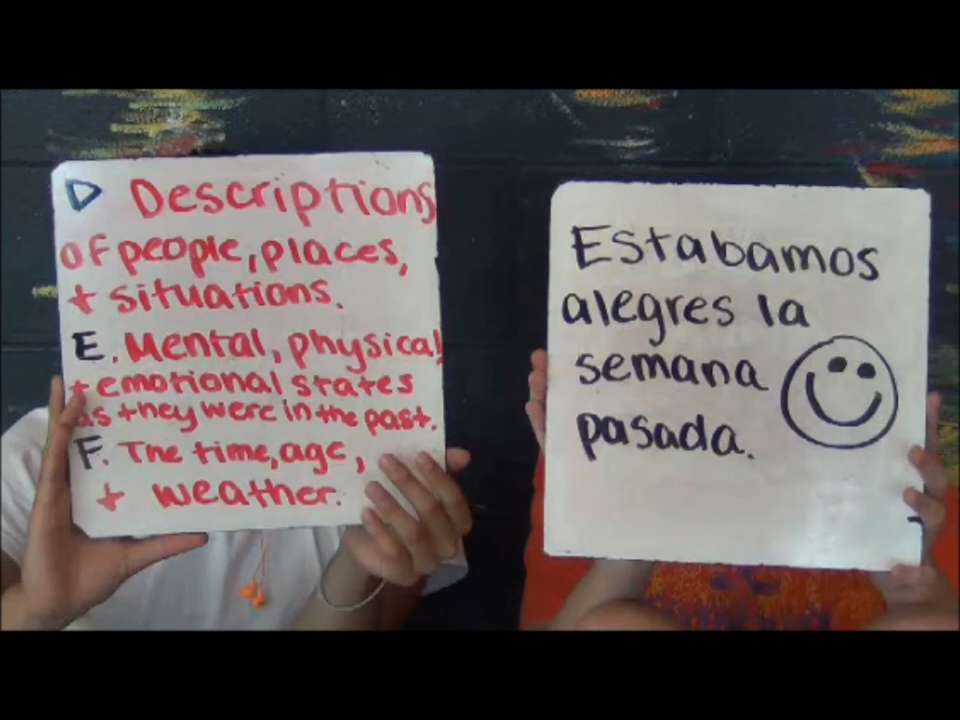 D Descriptions
of people, places,
+ situations.
E. Mental, physical
+ emotional states
as they were in the past.
F. The time, age,
+ weather.
Estabamos
alegres la
semana
pasada.